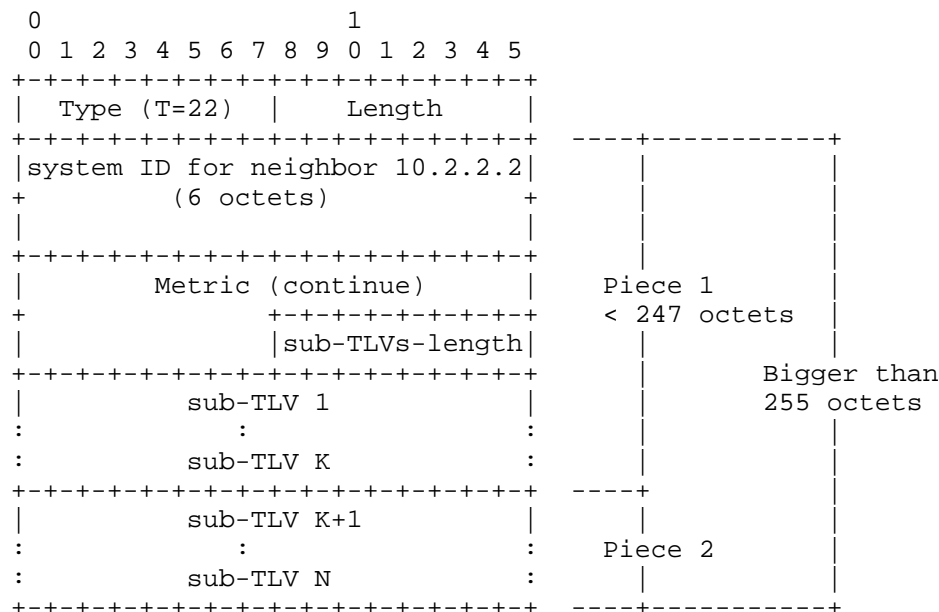 0                   1
0 1 2 3 4 5 6 7 8 9 0 1 2 3 4 5
+-+-+-+-+-+-+-+-+-+-+-+-+-+-+-+-+
|  Type (T=22)  |    Length     |
+-+-+-+-+-+-+-+-+-+-+-+-+-+-+-+-+  ----+-----------+
|system ID for neighbor 10.2.2.2|      |           |
+         (6 octets)            +      |           |
|                               |      |           |
+-+-+-+-+-+-+-+-+-+-+-+-+-+-+-+-+      |           |
|        Metric (continue)      |    Piece 1       |
+               +-+-+-+-+-+-+-+-+    < 247 octets  |
|               |sub-TLVs-length|      |           |
+-+-+-+-+-+-+-+-+-+-+-+-+-+-+-+-+      |       Bigger than
|          sub-TLV 1            |      |       255 octets
:             :                 :      |           |
:          sub-TLV K            :      |           |
+-+-+-+-+-+-+-+-+-+-+-+-+-+-+-+-+  ----+           |
|          sub-TLV K+1          |      |           |
:             :                 :    Piece 2       |
:          sub-TLV N            :      |           |
+-+-+-+-+-+-+-+-+-+-+-+-+-+-+-+-+  ----+-----------+